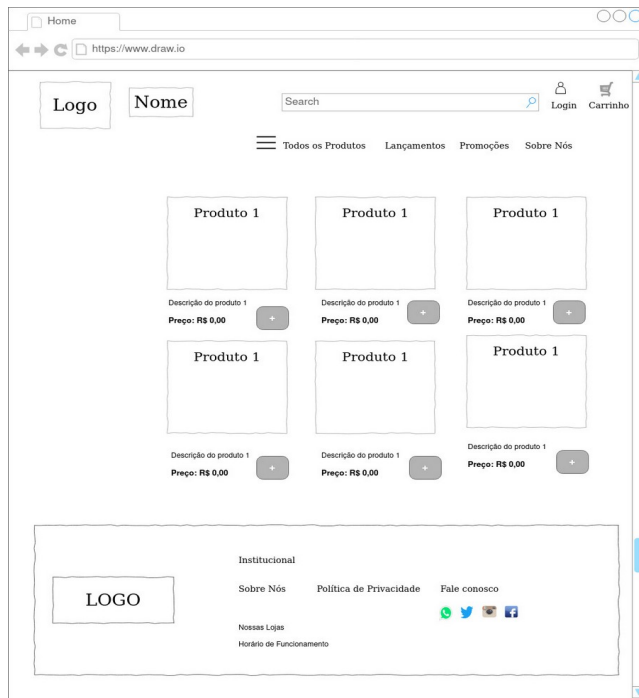 Home
https://www.draw.io
Logo
Nome
Search
Login
Carrinho
Todos os Produtos Lançamentos Promoções Sobre Nós
Produto 1 Produto 1 Produto 1
Descrição do produto 1 Descrição do produto 1 Descrição do produto 1
Preço: R$ 0,00 + Preço: R$ 0,00 + Preço: R$ 0,00 +
Produto 1 Produto 1 Produto 1
Descrição do produto 1 Descrição do produto 1 Descrição do produto 1
Preço: R$ 0,00 + Preço: R$ 0,00 + Preço: R$ 0,00 +
LOGO
Institucional
Sobre Nós Política de Privacidade Fale conosco
Nossas Lojas
Horário de Funcionamento